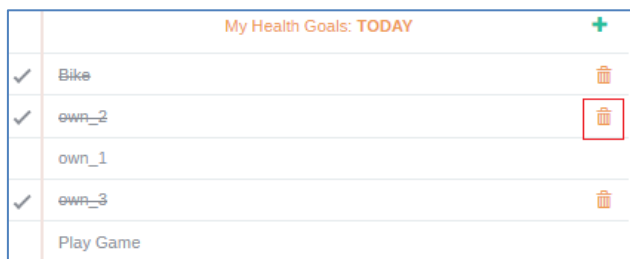 My Health Goals: TODAY
Bike
own_2
own_1
own_3
Play Game